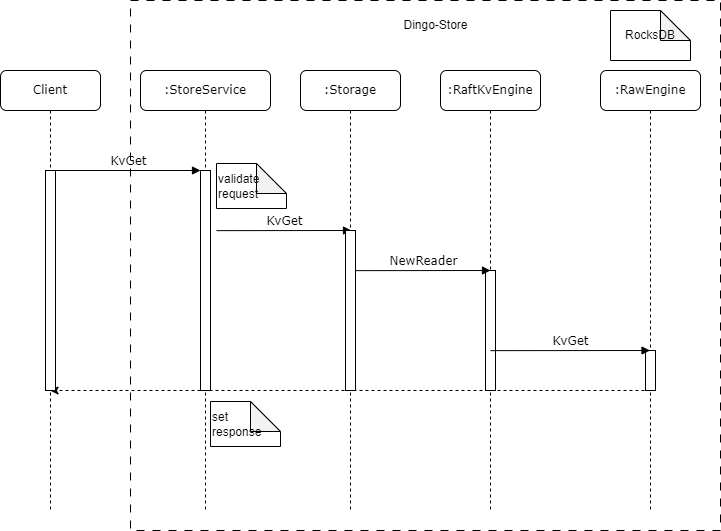 Dingo-Store
RocksDB
Client
:StoreService
:Storage
:RaftKvEngine
:RawEngine
KvGet
validate
request
KvGet
NewReader
KvGet
set
response